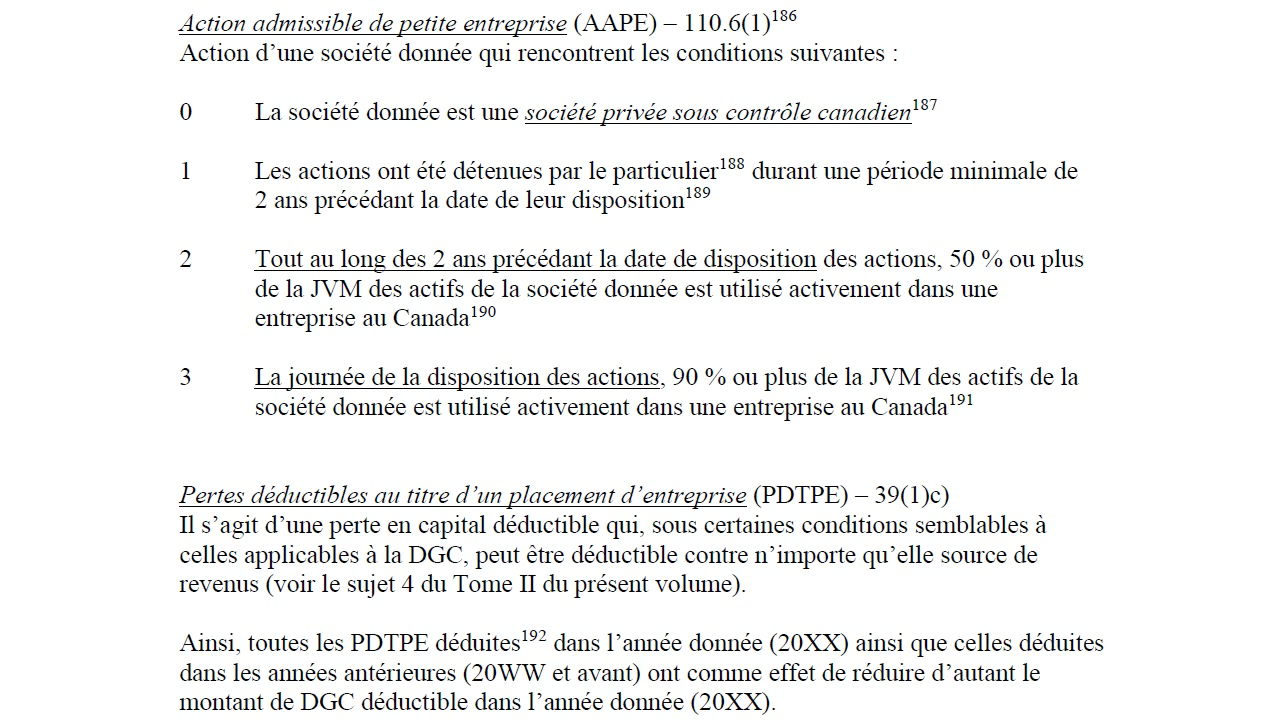 Action admissible de petite entreprise (AAPE) – 110.6(1)186
Action d’une société donnée qui rencontrent les conditions suivantes :
0 La société donnée est une société privée sous contrôle canadien187
1 Les actions ont été détenues par le particulier188 durant une période minimale de
2 ans précédant la date de leur disposition189
2 Tout au long des 2 ans précédant la date de disposition des actions, 50 % ou plus
de la JVM des actifs de la société donnée est utilisé activement dans une
entreprise au Canada190
3 La journée de la disposition des actions, 90 % ou plus de la JVM des actifs de la
société donnée est utilisé activement dans une entreprise au Canada191
Pertes déductibles au titre d’un placement d’entreprise (PDTPE) – 39(1)c)
Il s’agit d’une perte en capital déductible qui, sous certaines conditions semblables à
celles applicables à la DGC, peut être déductible contre n’importe qu’elle source de
revenus (voir le sujet 4 du Tome II du présent volume).
Ainsi, toutes les PDTPE déduites192 dans l’année donnée (20XX) ainsi que celles déduites
dans les années antérieures (20WW et avant) ont comme effet de réduire d’autant le
montant de DGC déductible dans l’année donnée (20XX).